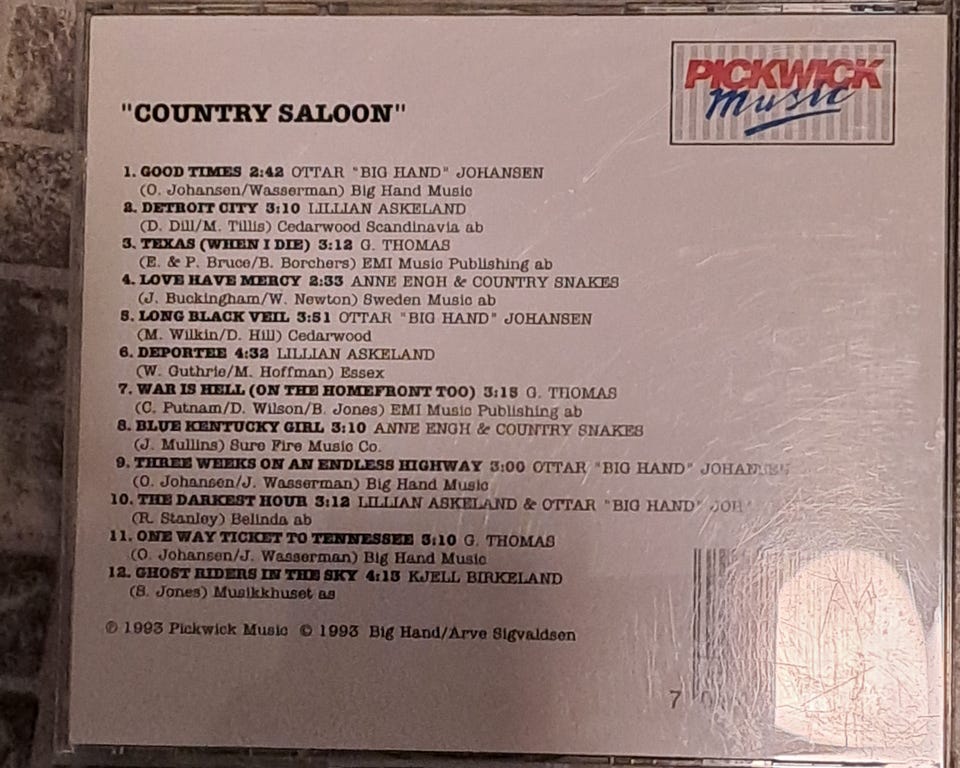 PICKWICK
Music
"COUNTRY SALOON"
1. GOOD TIMES 2:42 OTTAR "BIG HAND" JOHANSEN
(O. Johansen/Wasserman) Big Hand Music
2. DETROIT CITY 3:10 LILLIAN ASKELAND
(D. Dill/M. Tillis) Cedarwood Scandinavia ab
3. TEXAS (WHEN I DIE) 3:12 G. THOMAS
(E. & P. Bruce/B. Borchers) EMI Music Publishing ab
4. LOVE HAVE MERCY 2:33 ANNE ENGH & COUNTRY SNAKES
(J. Buckingham/W. Newton) Sweden Music ab
5. LONG BLACK VEIL 3:51 OTTAR "BIG HAND" JOHANSEN
(M. Wilkin/D. Hill) Cedarwood
6. DEPORTEE 4:32 LILLIAN ASKELAND
(W. Guthrie/M. Hoffman) Essex
7. WAR IS HELL (ON THE HOMEFRONT TOO) 3:15 G. THOMAS
(C. Putnam/D. Wilson/B. Jones) EMI Music Publishing ab
8. BLUE KENTUCKY GIRL 3:10 ANNE ENGH & COUNTRY SNAKES
(J. Mullins) Sure Fire Music Co.
9. THREE WEEKS ON AN ENDLESS HIGHWAY 3:00 OTTAR "BIG HAND" JOHANSEN
(O. Johansen/J. Wasserman) Big Hand Music
10. THE DARKEST HOUR 3:12 LILLIAN ASKELAND & OTTAR "BIG HAND"
(R. Stanley) Belinda ab
11. ONE WAY TICKET TO TENNESSEE 3:10 G. THOMAS
(O. Johansen/J. Wasserman) Big Hand Music
12. GHOST RIDERS IN THE SKY 4:15 KJELL BIRKELAND
(S. Jones) Musikkhuset as
℗ 1993 Pickwick Music © 1993 Big Hand/Arve Sigvaldsen
7